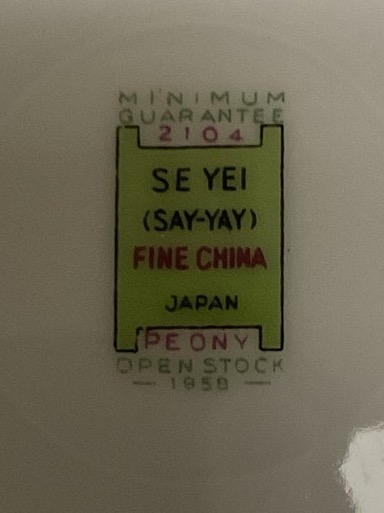 MINIMUM
GUARANTEE
2104
SE YEI
(SAY-YAY)
FINE CHINA
JAPAN
PEONY
OPEN STOCK
— 1958 —